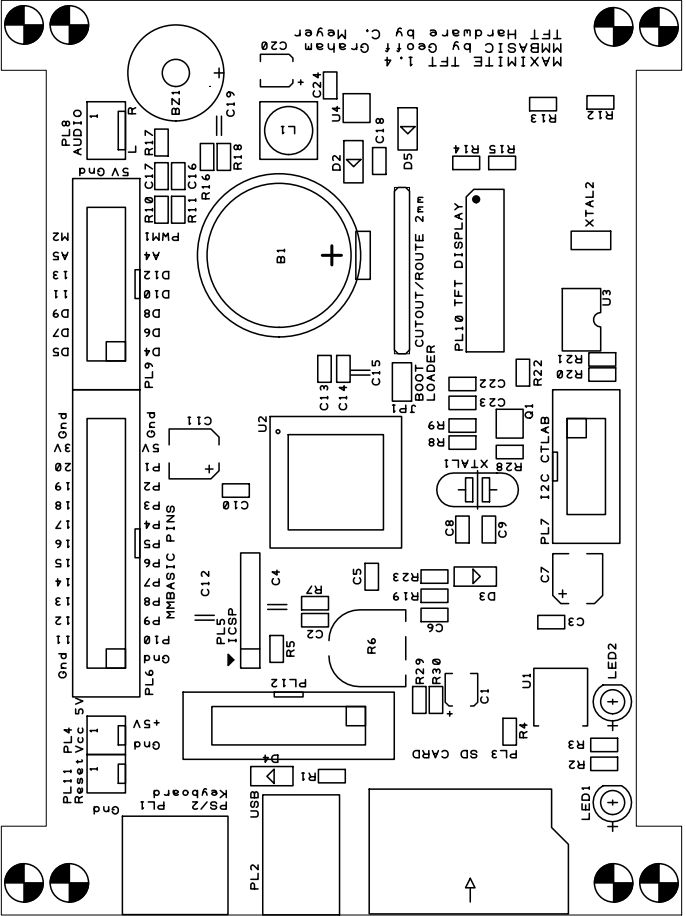 MAXIMITE TFT 1.4
MMBASIC by Geoff Graham
TFT Hardware by C. Meyer
C20
+
C24
U4
L1
C18
D5
D2
BZ1
+
C19
PL8
AUDIO
1
R
L
R17
R18
R16
C17
C16
R10
R11
R13
R12
R14
R15
XTAL2
5V Gnd
M2
PWM1
A5
A4
13
D12
11
D10
D9
D8
D7
D6
D5
D4
PL9
B1
+
CUTOUT/ROUTE 2mm
PL10 TFT DISPLAY
U3
R21
R20
R22
C13
C14
C15
JP1
BOOT
LOADER
C22
C23
R9
R8
Q1
R28
XTAL1
C8
C9
PL7
I2C CTLAB
C11
+
C10
U2
Gnd
Gnd
3V
5V
20
P1
19
P2
18
P3
17
P4
16
P5
15
P6
14
P7
13
P8
12
P9
11
P10
Gnd
Gnd
MMBASIC PINS
PL6
C12
PL5
ICSP
C4
R7
C2
R5
C5
R23
R19
C6
D3
C7
+
C3
R6
R29
R30
C1
+
U1
LED2
+
R4
R3
R2
PL3 SD CARD
PL12
5V
Vcc
PL4
1
+5V
Gnd
PL11
Reset
1
Gnd
D4
R1
USB
PL2
PS/2
Keyboard
PL1
LED1
+